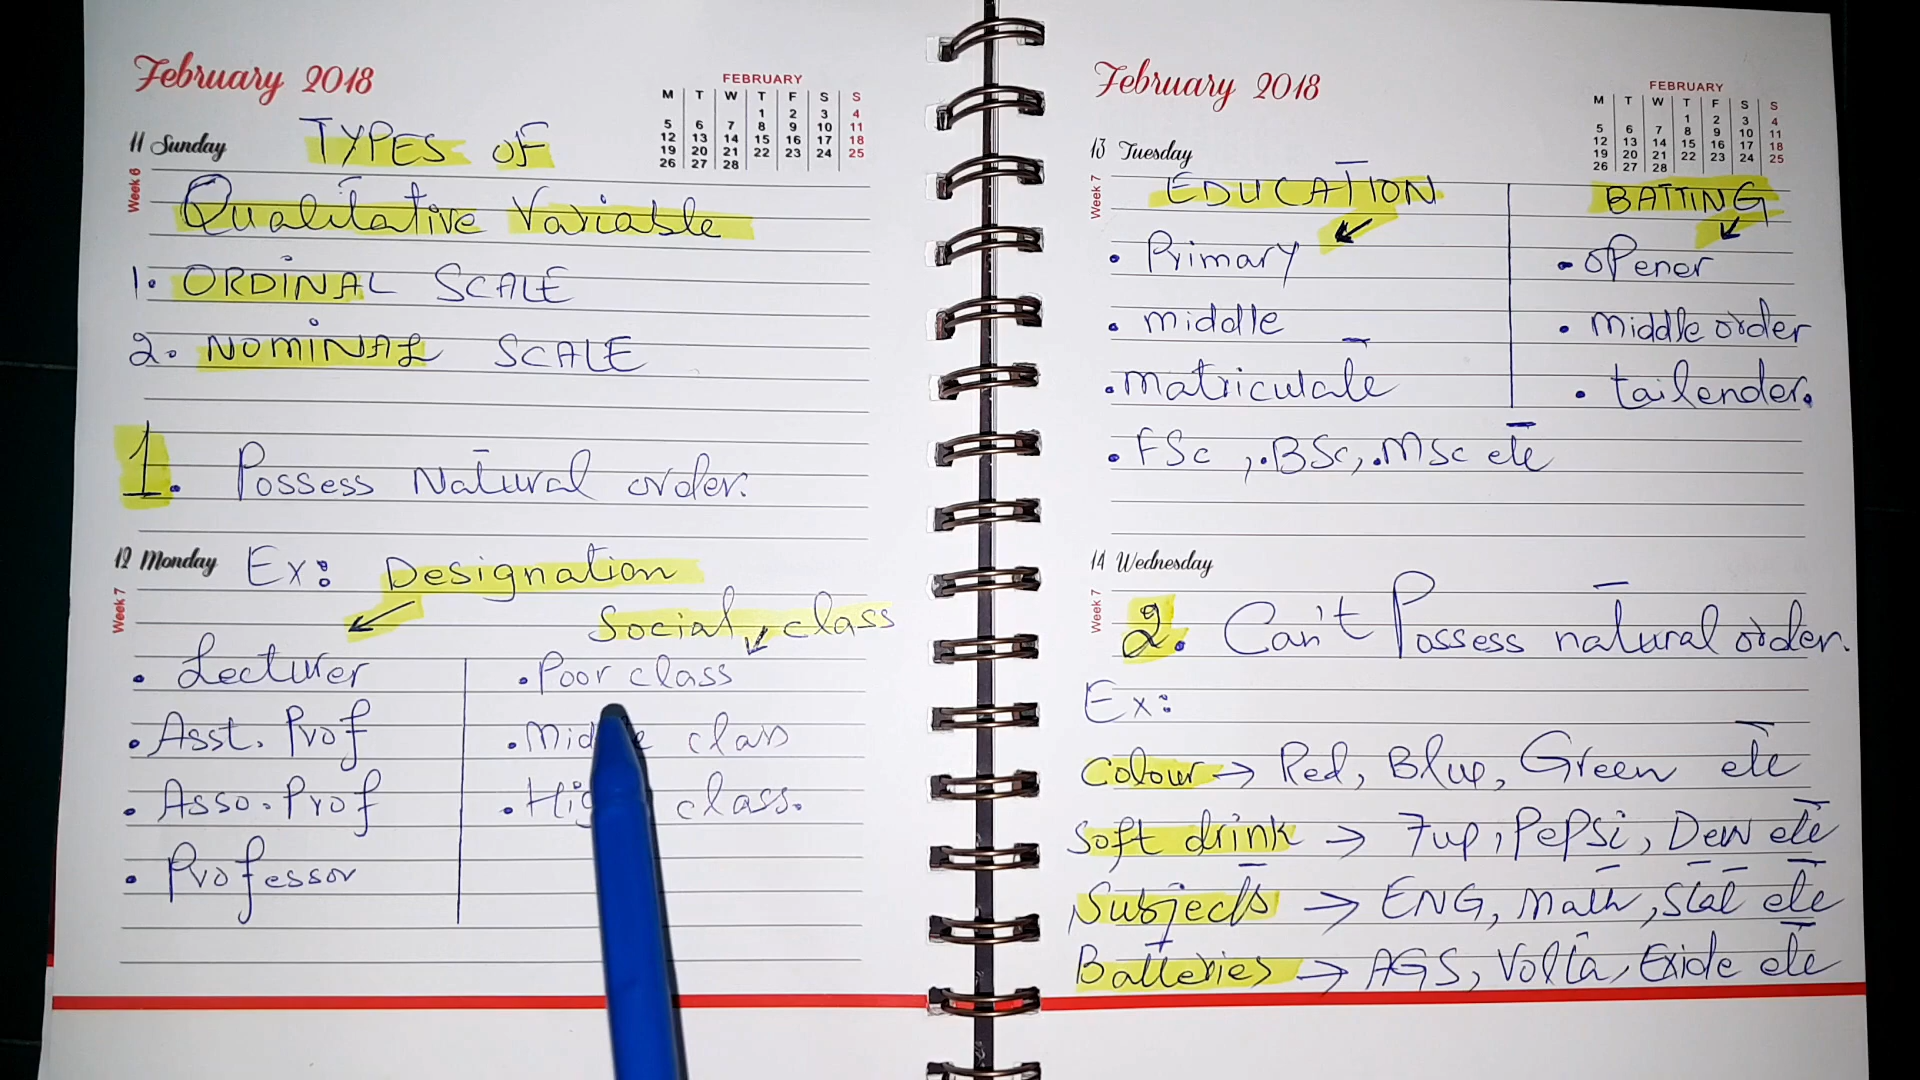 February 2018
FEBRUARY
M T W T F S S
1 2 3 4
5 6 7 8 9 10 11
12 13 14 15 16 17 18
19 20 21 22 23 24 25
26 27 28
11 Sunday
Week 6
TYPES OF
Qualitative Variable
1. ORDINAL SCALE
2. NOMINAL SCALE
1. Possess Natural order.
12 Monday
Week 7
Ex: Designation
Social class
• Lecturer
• Asst. Prof
• Asso. Prof
• Professor
• Poor class
• Middle class
• High class.
February 2018
FEBRUARY
M T W T F S S
1 2 3 4
5 6 7 8 9 10 11
12 13 14 15 16 17 18
19 20 21 22 23 24 25
26 27 28
13 Tuesday
Week 7
EDUCATION
• Primary
• middle
• matriculate
• FSc, • BSc, • MSc etc
BATTING
• opener
• Middle order
• tailender.
14 Wednesday
Week 7
2. Can't Possess natural order.
Ex:
Colour → Red, Blue, Green etc
Soft drink → 7up, Pepsi, Dew etc
Subjects → ENG, Math, Stat etc
Batteries → AGS, Volta, Exide etc